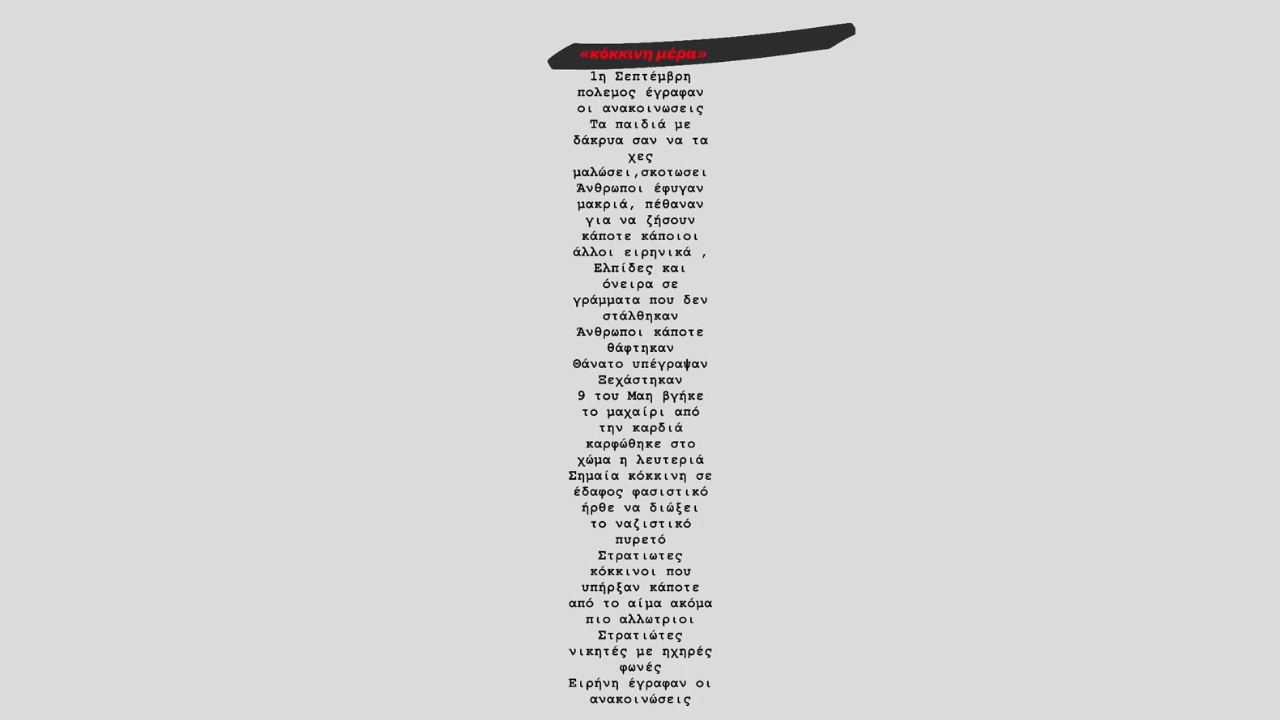 «κόκκινη μέρα»
1η Σεπτέμβρη
πολεμος έγραφαν
οι ανακοινωσεις
Τα παιδιά με
δάκρυα σαν να τα
χες
μαλώσει,σκοτωσει
Άνθρωποι έφυγαν
μακριά, πέθαναν
για να ζήσουν
κάποτε κάποιοι
άλλοι ειρηνικά ,
Ελπίδες και
όνειρα σε
γράμματα που δεν
στάλθηκαν
Άνθρωποι κάποτε
θάφτηκαν
Θάνατο υπέγραψαν
Ξεχάστηκαν
9 του Μαη βγήκε
το μαχαίρι από
την καρδιά
καρφώθηκε στο
χώμα η λευτεριά
Σημαία κόκκινη σε
έδαφος φασιστικό
ήρθε να διώξει
το ναζιστικό
πυρετό
Στρατιωτες
κόκκινοι που
υπήρξαν κάποτε
από το αίμα ακόμα
πιο αλλωτριοι
Στρατιώτες
νικητές με ηχηρές
φωνές
Ειρήνη έγραφαν οι
ανακοινώσεις